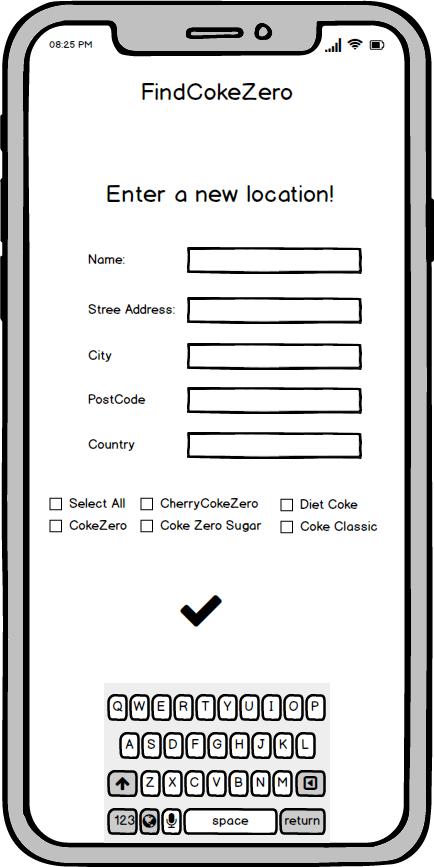 08:25 PM
FindCokeZero
Enter a new location!
Name:
Stree Address:
City
PostCode
Country
Select All CherryCokeZero Diet Coke
CokeZero Coke Zero Sugar Coke Classic
Q W E R T Y U I O P
A S D F G H J K L
Z X C V B N M
123 space return